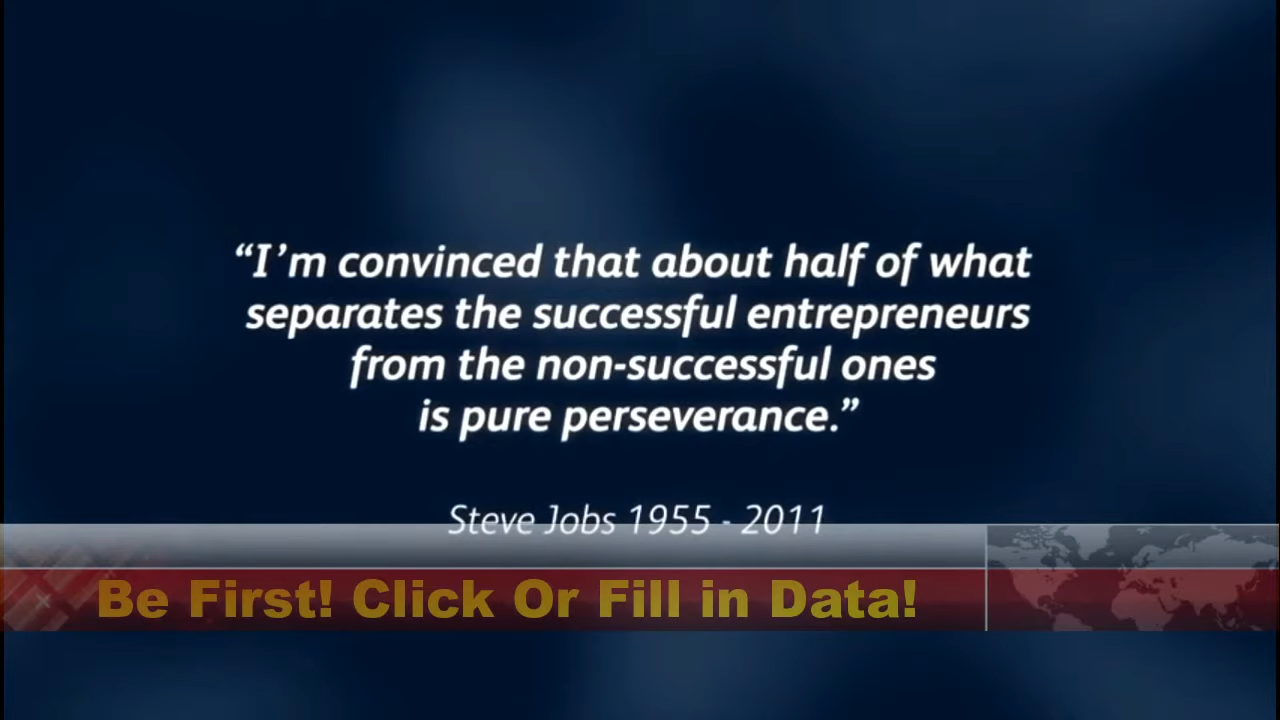 “I’m convinced that about half of what
separates the successful entrepreneurs
from the non-successful ones
is pure perseverance.”
Steve Jobs 1955 - 2011
Be First! Click Or Fill in Data!